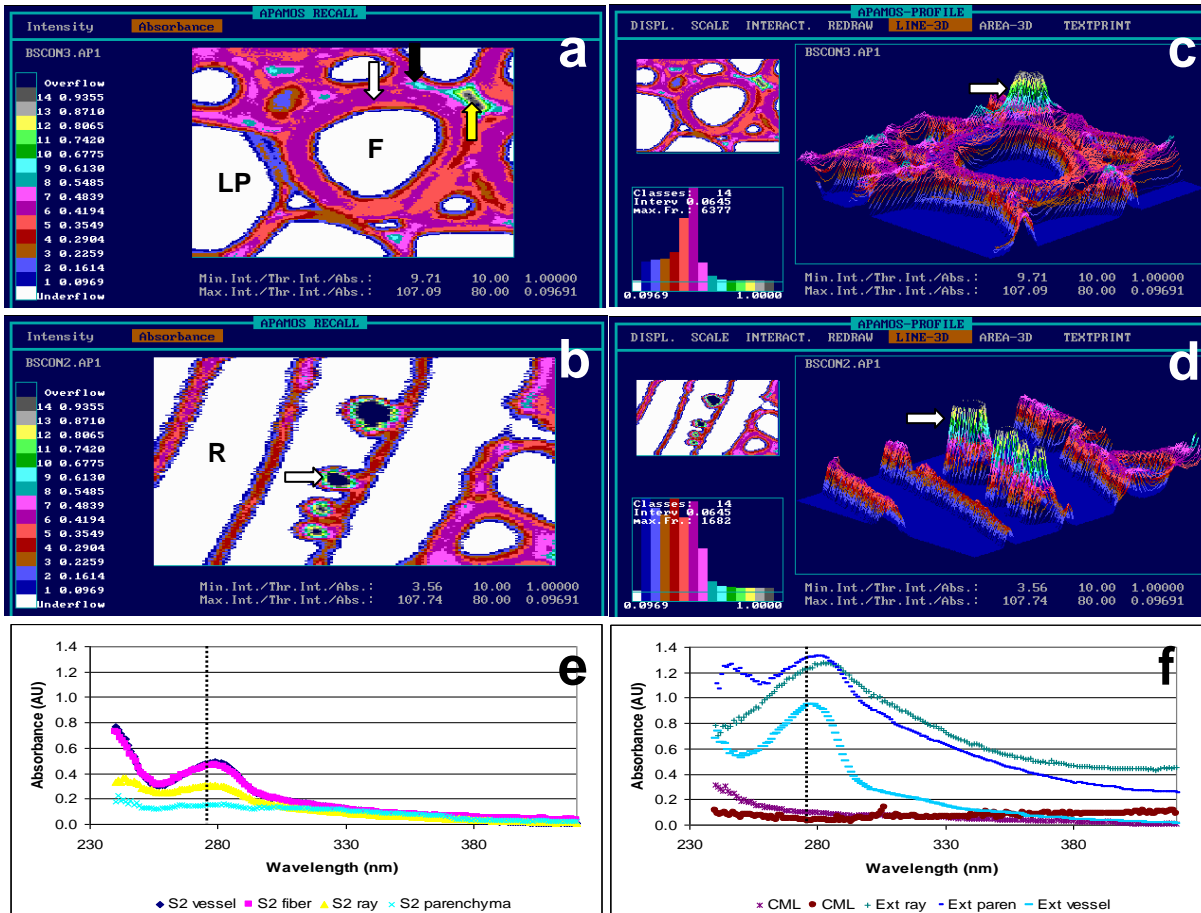 APAMOS RECALL
Intensity Absorbance
BSCON3.AP1
a
Overflow
14 0.9355
13 0.8710
12 0.8065
11 0.7420
10 0.6775
9 0.6130
8 0.5485
7 0.4839
6 0.4194
5 0.3549
4 0.2904
3 0.2259
2 0.1614
1 0.0969
Underflow
F
LP
Min.Int./Thr.Int./Abs.: 9.71 10.00 1.00000
Max.Int./Thr.Int./Abs.: 107.09 80.00 0.09691
APAMOS-PROFILE
DISPL. SCALE INTERACT. REDRAW LINE-3D AREA-3D TEXTPRINT
BSCON3.AP1
c
Classes: 14
Interv 0.0645
max.Fr.: 6377
0.0969 1.0000
Min.Int./Thr.Int./Abs.: 9.71 10.00 1.00000
Max.Int./Thr.Int./Abs.: 107.09 80.00 0.09691
APAMOS RECALL
Intensity Absorbance
BSCON2.AP1
b
Overflow
14 0.9355
13 0.8710
12 0.8065
11 0.7420
10 0.6775
9 0.6130
8 0.5485
7 0.4839
6 0.4194
5 0.3549
4 0.2904
3 0.2259
2 0.1614
1 0.0969
Underflow
R
Min.Int./Thr.Int./Abs.: 3.56 10.00 1.00000
Max.Int./Thr.Int./Abs.: 107.74 80.00 0.09691
APAMOS-PROFILE
DISPL. SCALE INTERACT. REDRAW LINE-3D AREA-3D TEXTPRINT
BSCON2.AP1
d
Classes: 14
Interv 0.0645
max.Fr.: 1682
0.0969 1.0000
Min.Int./Thr.Int./Abs.: 3.56 10.00 1.00000
Max.Int./Thr.Int./Abs.: 107.74 80.00 0.09691
e
Absorbance (AU)
1.4
1.2
1.0
0.8
0.6
0.4
0.2
0.0
230 280 330 380
Wavelength (nm)
S2 vessel S2 fiber S2 ray S2 parenchyma
f
Absorbance (AU)
1.4
1.2
1.0
0.8
0.6
0.4
0.2
0.0
230 280 330 380
Wavelength (nm)
CML CML Ext ray Ext paren Ext vessel